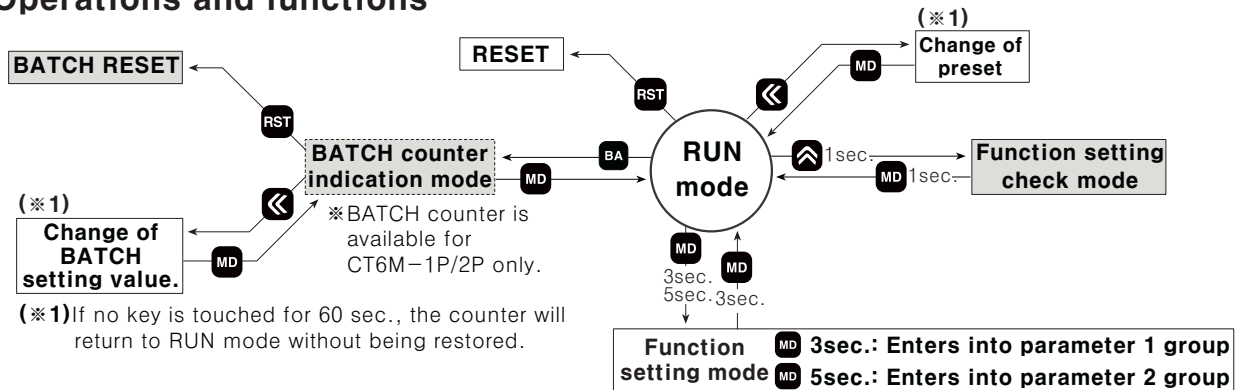 Operations and functions
(※1)
Change of
preset
RESET
BATCH RESET
MD
RST
RST
BATCH counter
indication mode
BA
MD
RUN
mode
1sec.
MD 1sec.
Function setting
check mode
(※1)
Change of
BATCH
setting value.
MD
※BATCH counter is
available for
CT6M-1P/2P only.
MD
3sec.
5sec.
MD
3sec.
(※1)If no key is touched for 60 sec., the counter will
return to RUN mode without being restored.
Function
setting mode
MD 3sec.: Enters into parameter 1 group
MD 5sec.: Enters into parameter 2 group